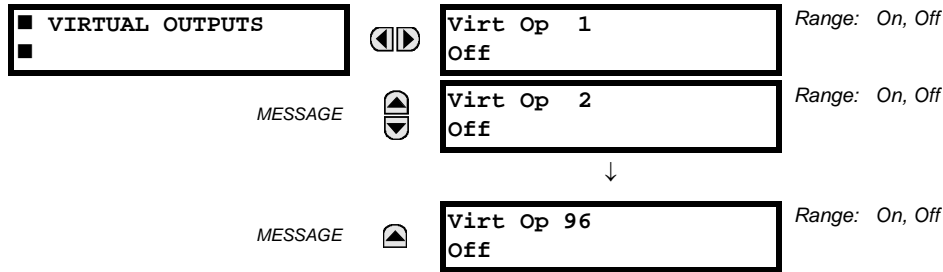 ■ VIRTUAL OUTPUTS
■
Virt Op 1
Off
Range: On, Off
MESSAGE
Virt Op 2
Off
Range: On, Off
↓
MESSAGE
Virt Op 96
Off
Range: On, Off